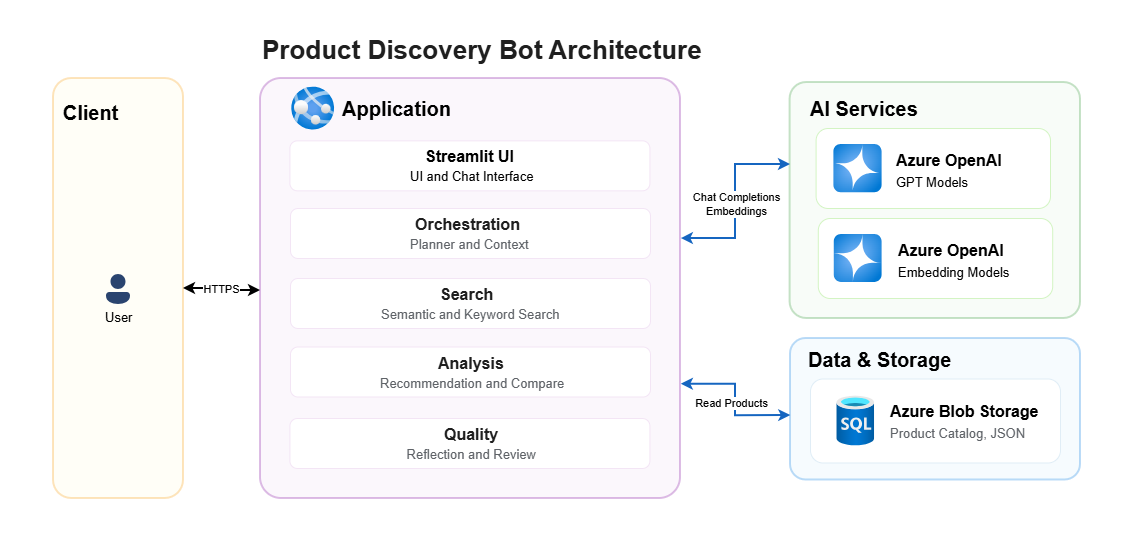 Product Discovery Bot Architecture
Client
User
HTTPS
Application
Streamlit UI
UI and Chat Interface
Orchestration
Planner and Context
Search
Semantic and Keyword Search
Analysis
Recommendation and Compare
Quality
Reflection and Review
Chat Completions
Embeddings
Read Products
AI Services
Azure OpenAI
GPT Models
Azure OpenAI
Embedding Models
Data & Storage
SQL
Azure Blob Storage
Product Catalog, JSON